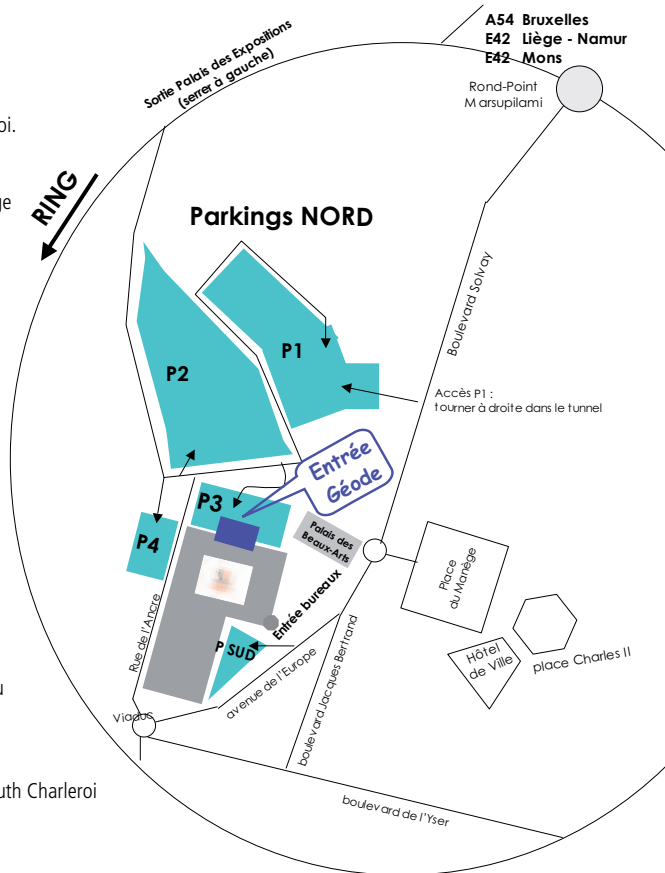 A54 Bruxelles
E42 Liège - Namur
E42 Mons
Rond-Point
Marsupilami
Sortie Palais des Expositions
(serrer à gauche)
oi.
ge
RING
Parkings NORD
Boulevard Solvay
P1
P2
Accès P1 :
tourner à droite dans le tunnel
Entrée
Géode
P3
P4
Palais des
Beaux-Arts
Place
du Manège
Rue de l'Ancre
Entrée bureaux
P SUD
Hôtel
de Ville
place Charles II
avenue de l'Europe
boulevard Jacques Bertrand
u
Viaduc
uth Charleroi
boulevard de l'Yser